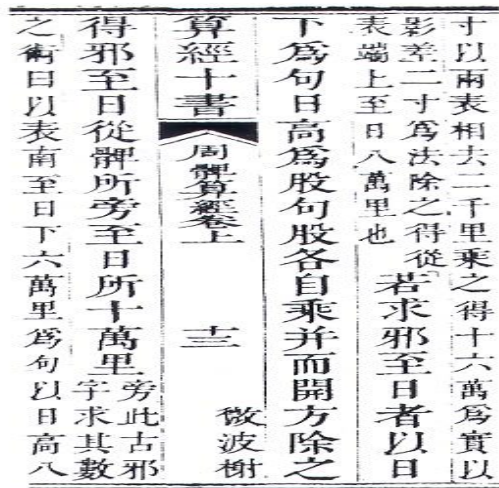 寸以兩表相去二千里乘之得十六萬爲實以
影差二寸爲法除之得從
表端上至日八萬里也
若求邪至日者以日
下爲句日高爲股句股各自乘并而開方除之
算經十書
周髀算經卷上
十三
微波榭
得邪至日從髀所旁至日所十萬里
旁此古邪
字求其數
之術曰以表南至日下六萬里爲句以日高八